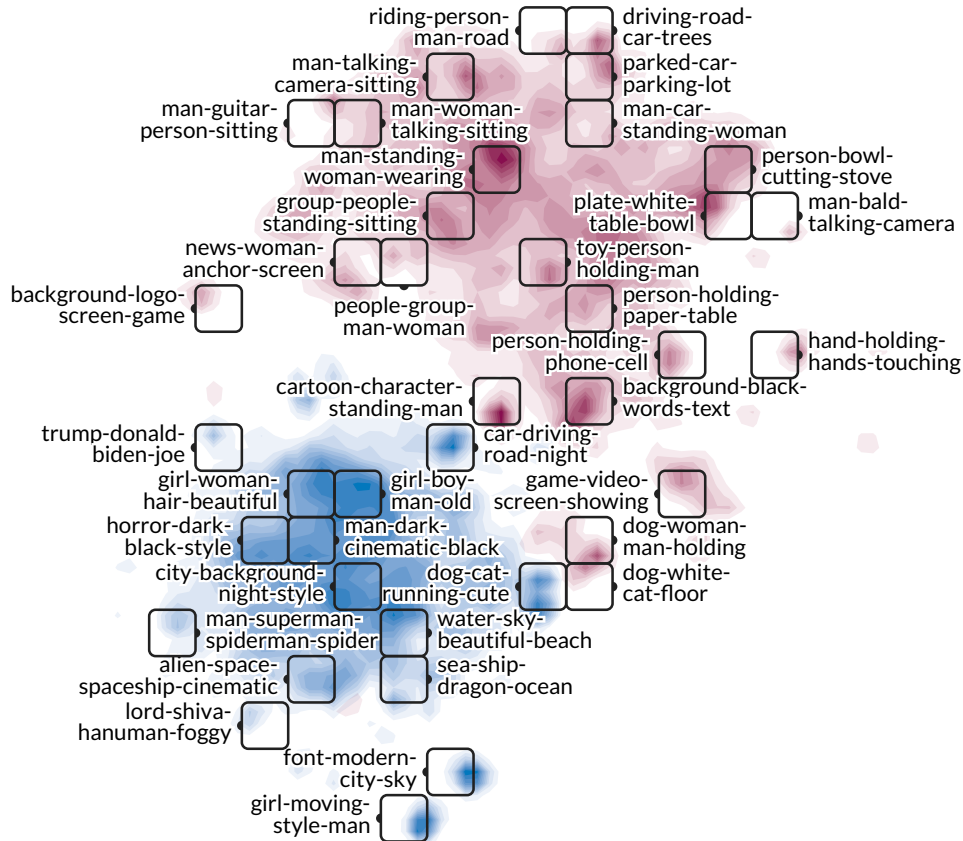 riding-person-
man-road
driving-road-
car-trees
man-talking-
camera-sitting
parked-car-
parking-lot
man-guitar-
person-sitting
man-woman-
talking-sitting
man-car-
standing-woman
man-standing-
woman-wearing
person-bowl-
cutting-stove
group-people-
standing-sitting
plate-white-
table-bowl
man-bald-
talking-camera
news-woman-
anchor-screen
toy-person-
holding-man
background-logo-
screen-game
people-group-
man-woman
person-holding-
paper-table
person-holding-
phone-cell
hand-holding-
hands-touching
cartoon-character-
standing-man
background-black-
words-text
trump-donald-
biden-joe
car-driving-
road-night
girl-woman-
hair-beautiful
girl-boy-
man-old
game-video-
screen-showing
horror-dark-
black-style
man-dark-
cinematic-black
dog-woman-
man-holding
city-background-
night-style
dog-cat-
running-cute
dog-white-
cat-floor
man-superman-
spiderman-spider
water-sky-
beautiful-beach
alien-space-
spaceship-cinematic
sea-ship-
dragon-ocean
lord-shiva-
hanuman-foggy
font-modern-
city-sky
girl-moving-
style-man